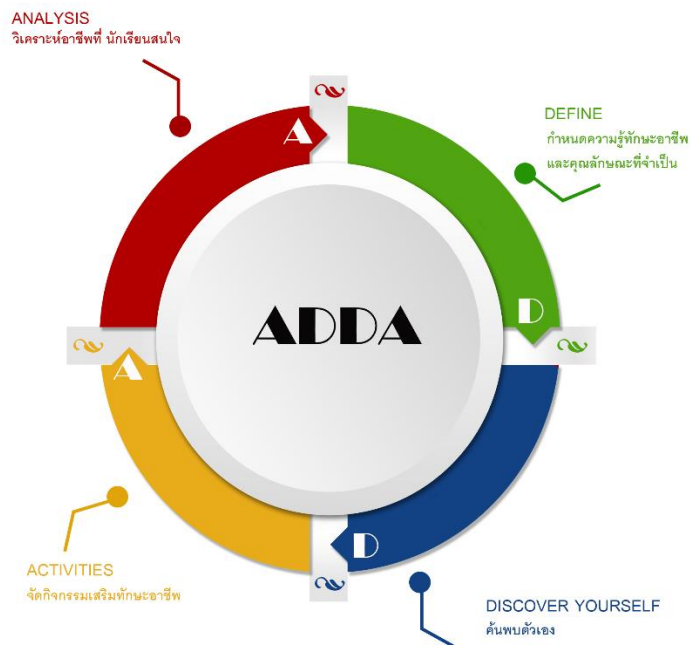 ANALYSIS
วิเคราะห์อาชีพที่ นักเรียนสนใจ
DEFINE
กำหนดความรู้ทักษะอาชีพ
และคุณลักษณะที่จำเป็น
A
D
ADDA
A
D
ACTIVITIES
จัดกิจกรรมเสริมทักษะอาชีพ
DISCOVER YOURSELF
ค้นพบตัวเอง